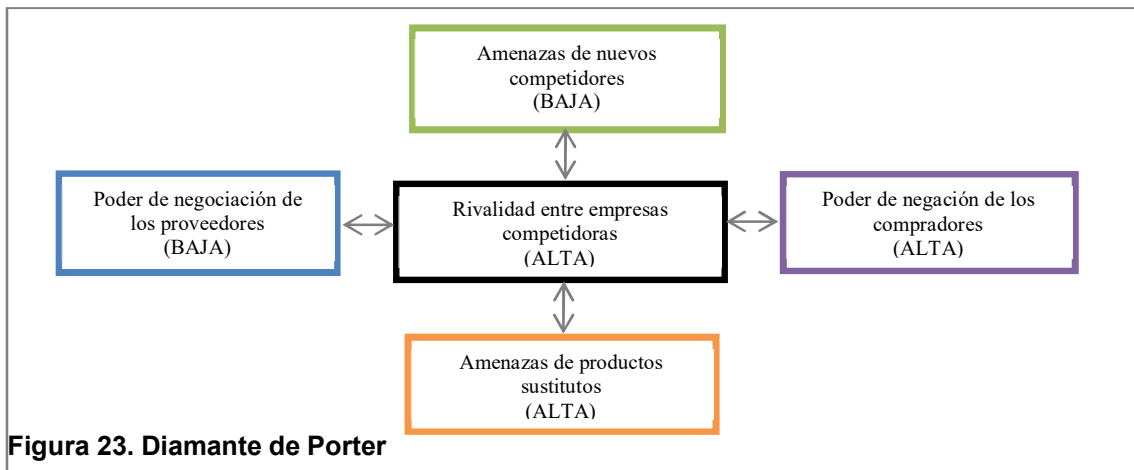 Amenazas de nuevos
competidores
(BAJA)
Poder de negociación de
los proveedores
(BAJA)
Rivalidad entre empresas
competidoras
(ALTA)
Poder de negación de los
compradores
(ALTA)
Amenazas de productos
sustitutos
(ALTA)
Figura 23. Diamante de Porter